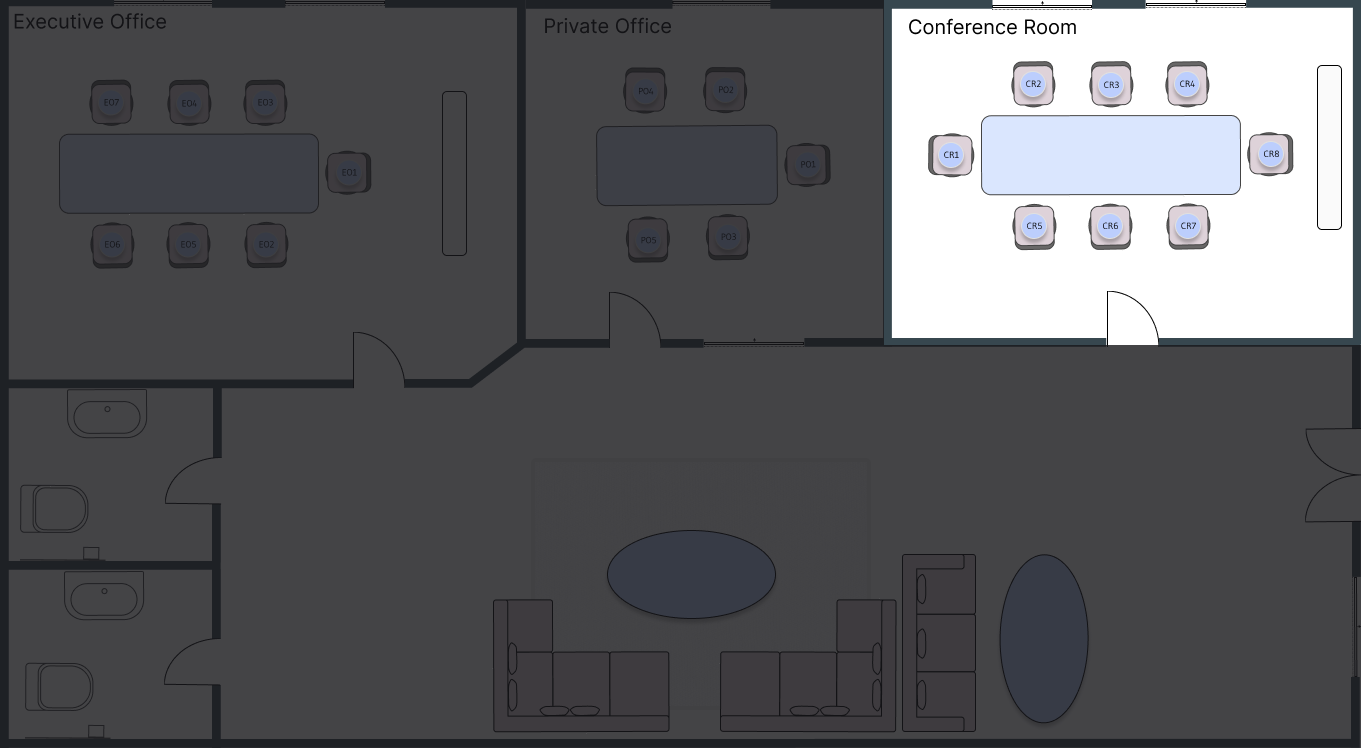 Executive Office
Private Office
Conference Room
EO7 EO4 EO3
EO1
EO6 EO5 EO2
PO4 PO2
PO1
PO5 PO3
CR2 CR3 CR4
CR1 CR8
CR5 CR6 CR7